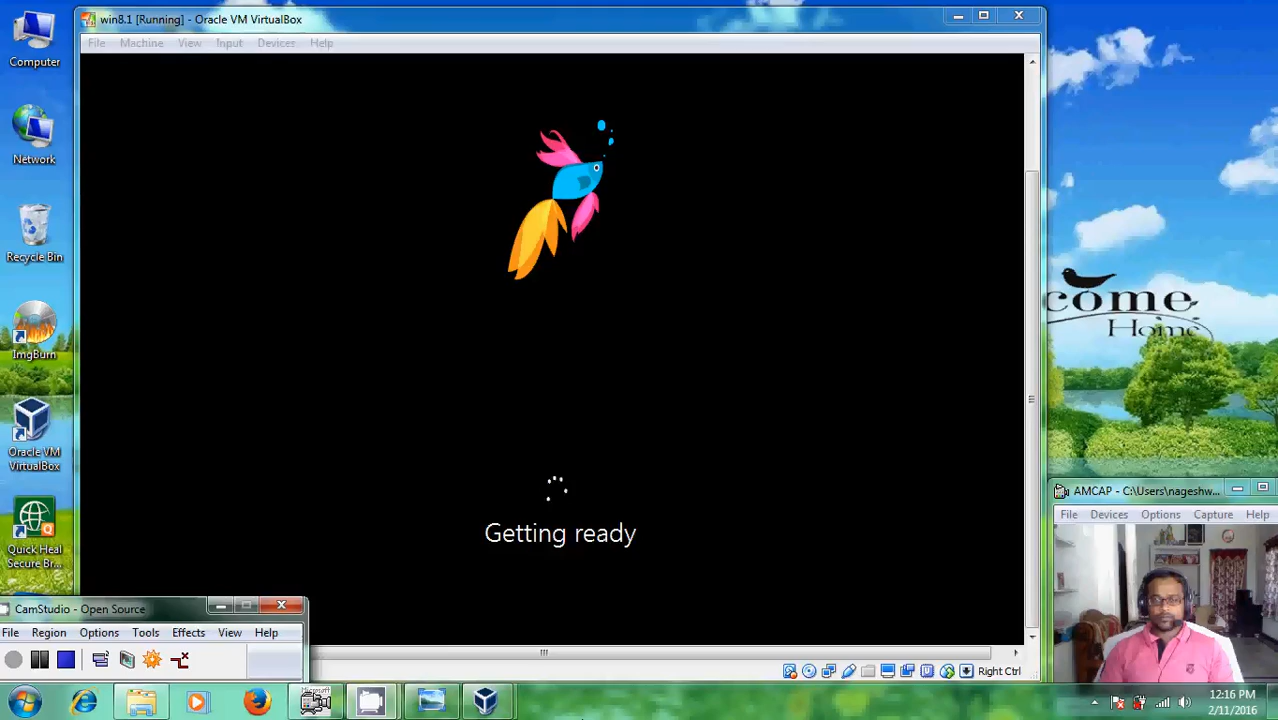 win8.1 [Running] - Oracle VM VirtualBox
File Machine View Input Devices Help
Computer
Network
Recycle Bin
ImgBurn
Oracle VM
VirtualBox
Quick Heal
Secure Br...
come
Home
Getting ready
AMCAP - C:\Users\nageshw...
File Devices Options Capture Help
CamStudio - Open Source
File Region Options Tools Effects View Help
Right Ctrl
Microsoft
12:16 PM
2/11/2016